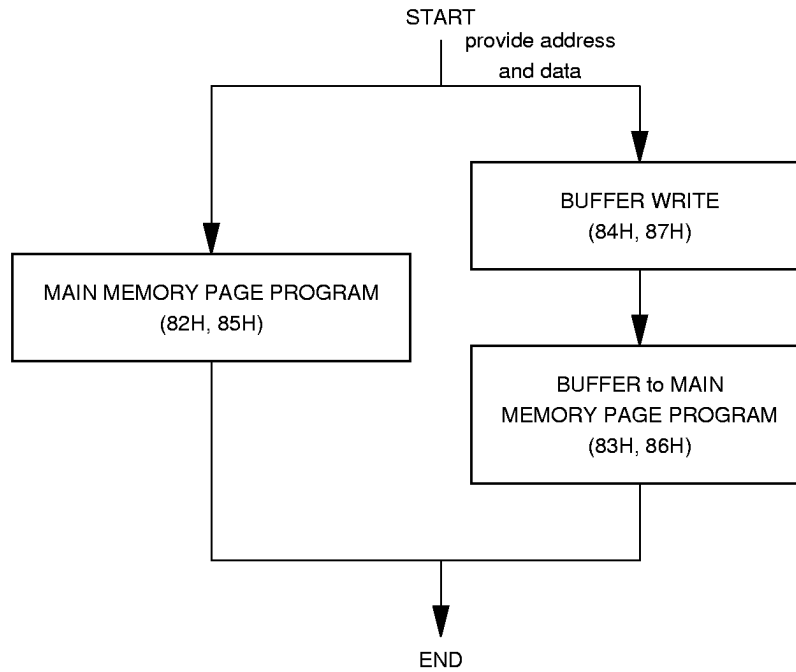 START
provide address
and data
BUFFER WRITE
(84H, 87H)
MAIN MEMORY PAGE PROGRAM
(82H, 85H)
BUFFER to MAIN
MEMORY PAGE PROGRAM
(83H, 86H)
END